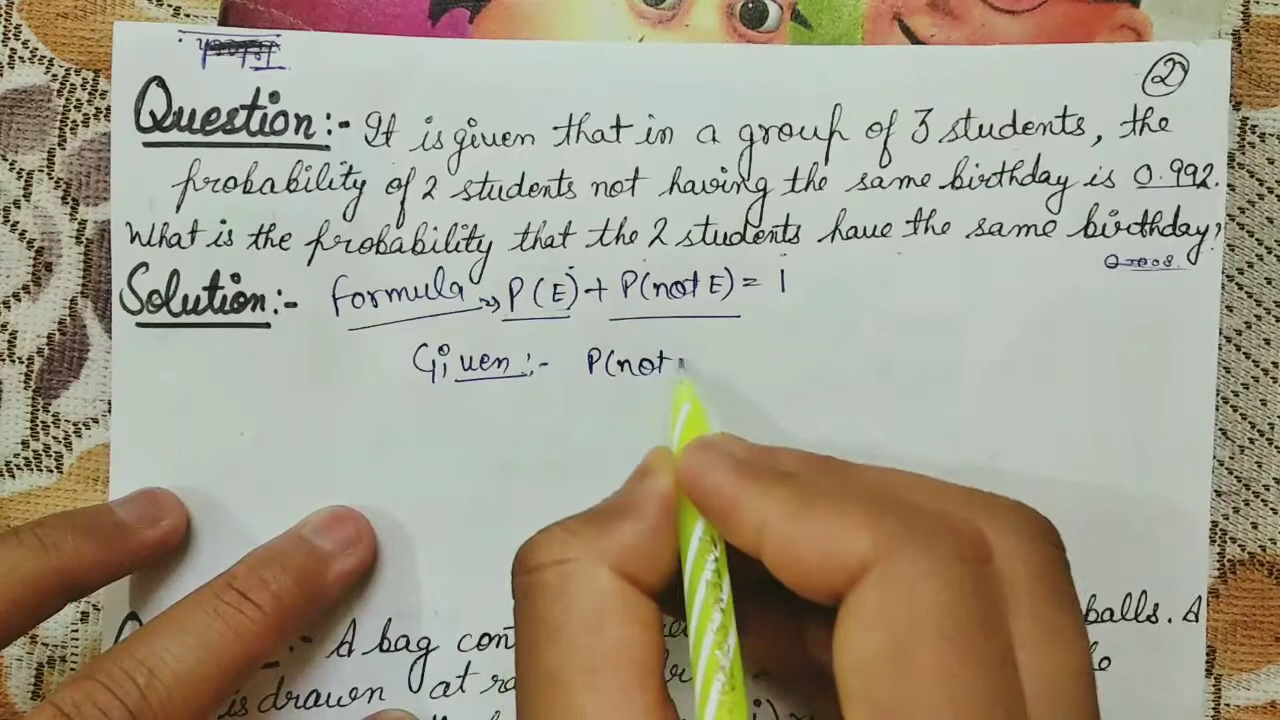 2
Question:- It is given that in a group of 3 students, the
probability of 2 students not having the same birthday is 0.992.
What is the probability that the 2 students have the same birthday?
0.008.
Solution:- Formula → P(E) + P(not E) = 1
Given :- P(not
:- A bag con balls. A
is drawn at